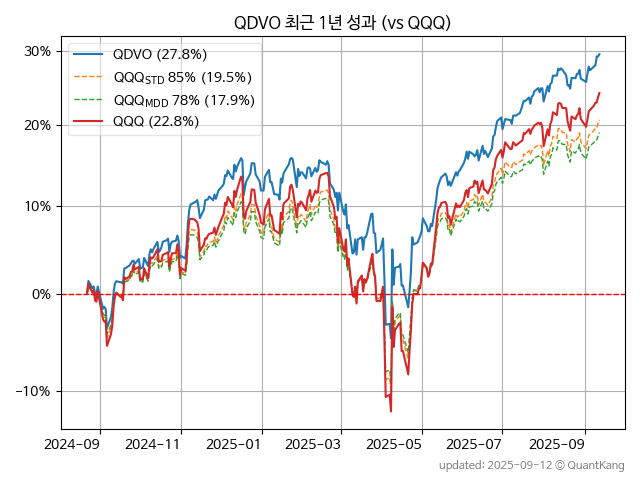 QDVO 최근 1년 성과 (vs QQQ)
QDVO (27.8%)
QQQSTD 85% (19.5%)
QQQMDD 78% (17.9%)
QQQ (22.8%)
30%
20%
10%
0%
−10%
2024-09 2024-11 2025-01 2025-03 2025-05 2025-07 2025-09
updated: 2025-09-12 © QuantKang